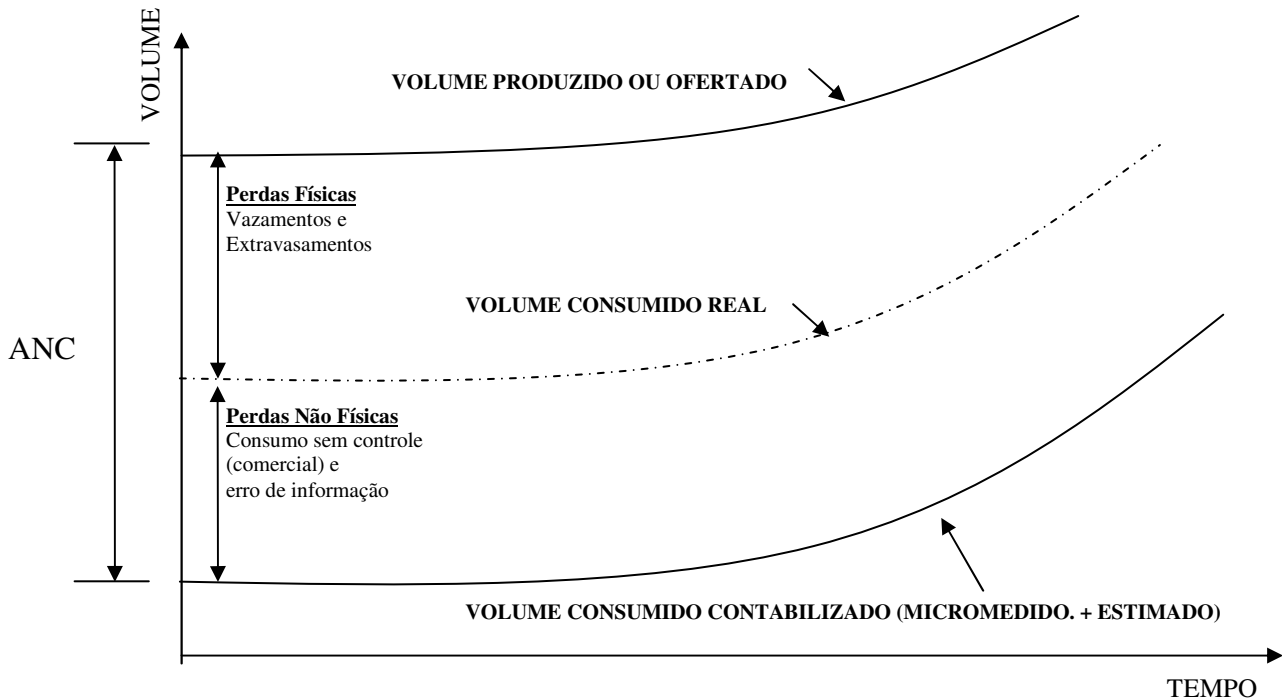 VOLUME
VOLUME PRODUZIDO OU OFERTADO
Perdas Físicas
Vazamentos e
Extravasamentos
VOLUME CONSUMIDO REAL
ANC
Perdas Não Físicas
Consumo sem controle
(comercial) e
erro de informação
VOLUME CONSUMIDO CONTABILIZADO (MICROMEDIDO. + ESTIMADO)
TEMPO